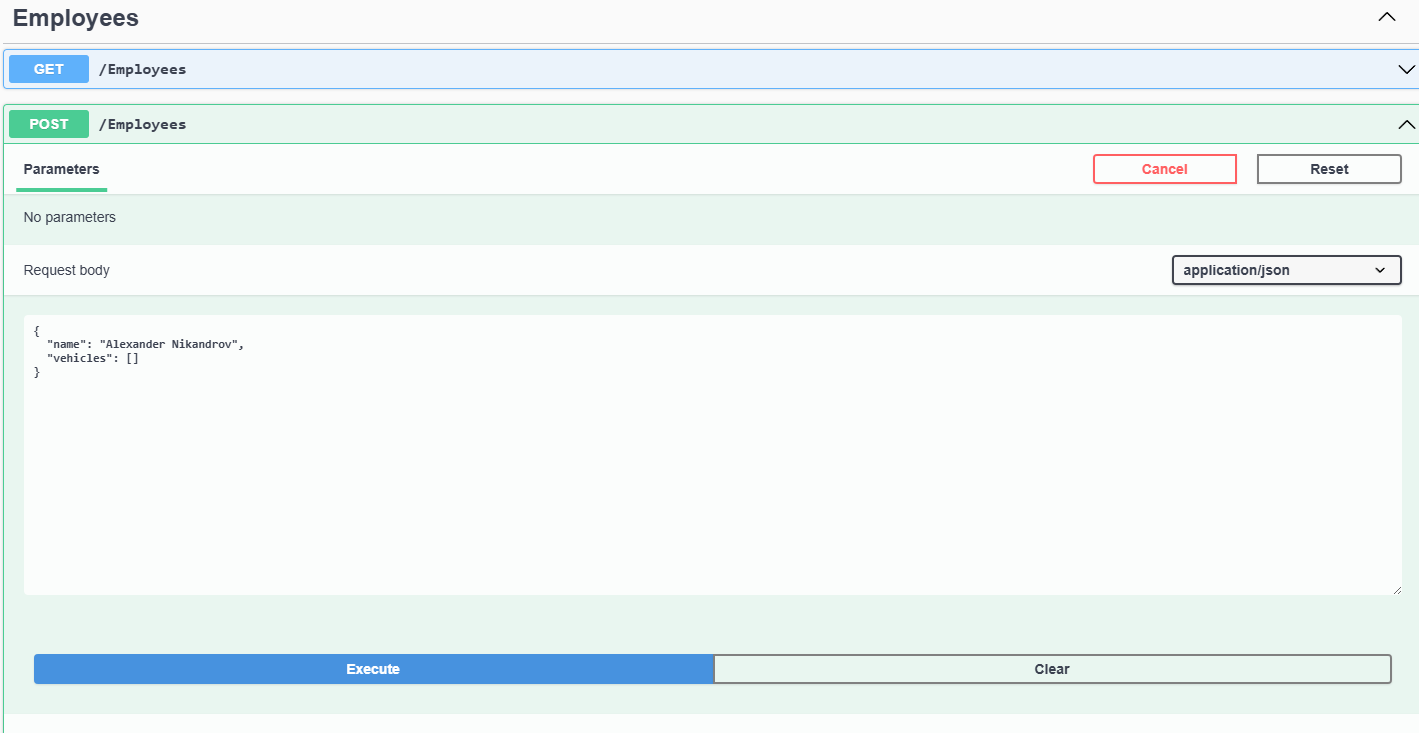 Employees
GET /Employees
POST /Employees
Parameters
Cancel
Reset
No parameters
Request body
application/json
{
"name": "Alexander Nikandrov",
"vehicles": []
}
Execute
Clear